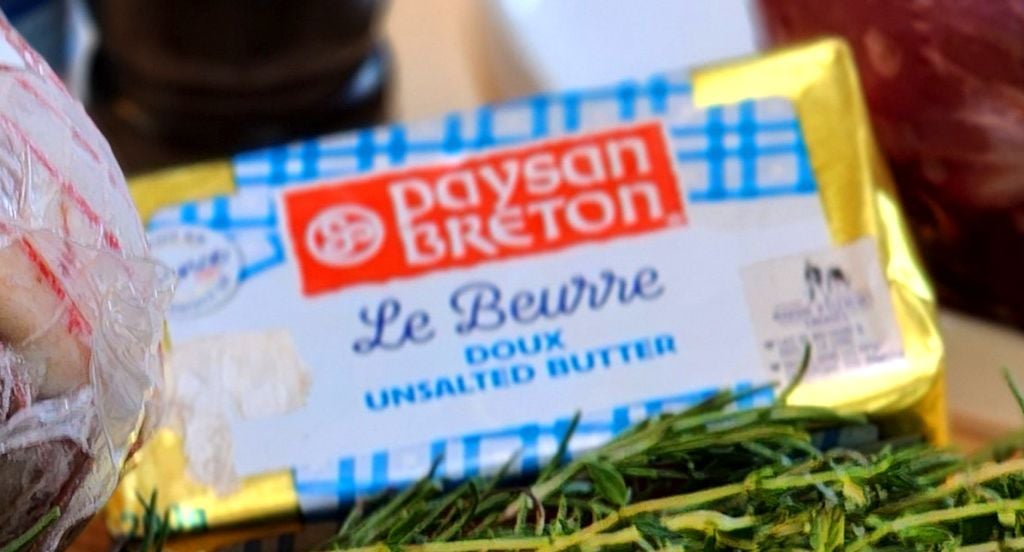 paysan
BRETON
Le Beurre
DOUX
UNSALTED BUTTER